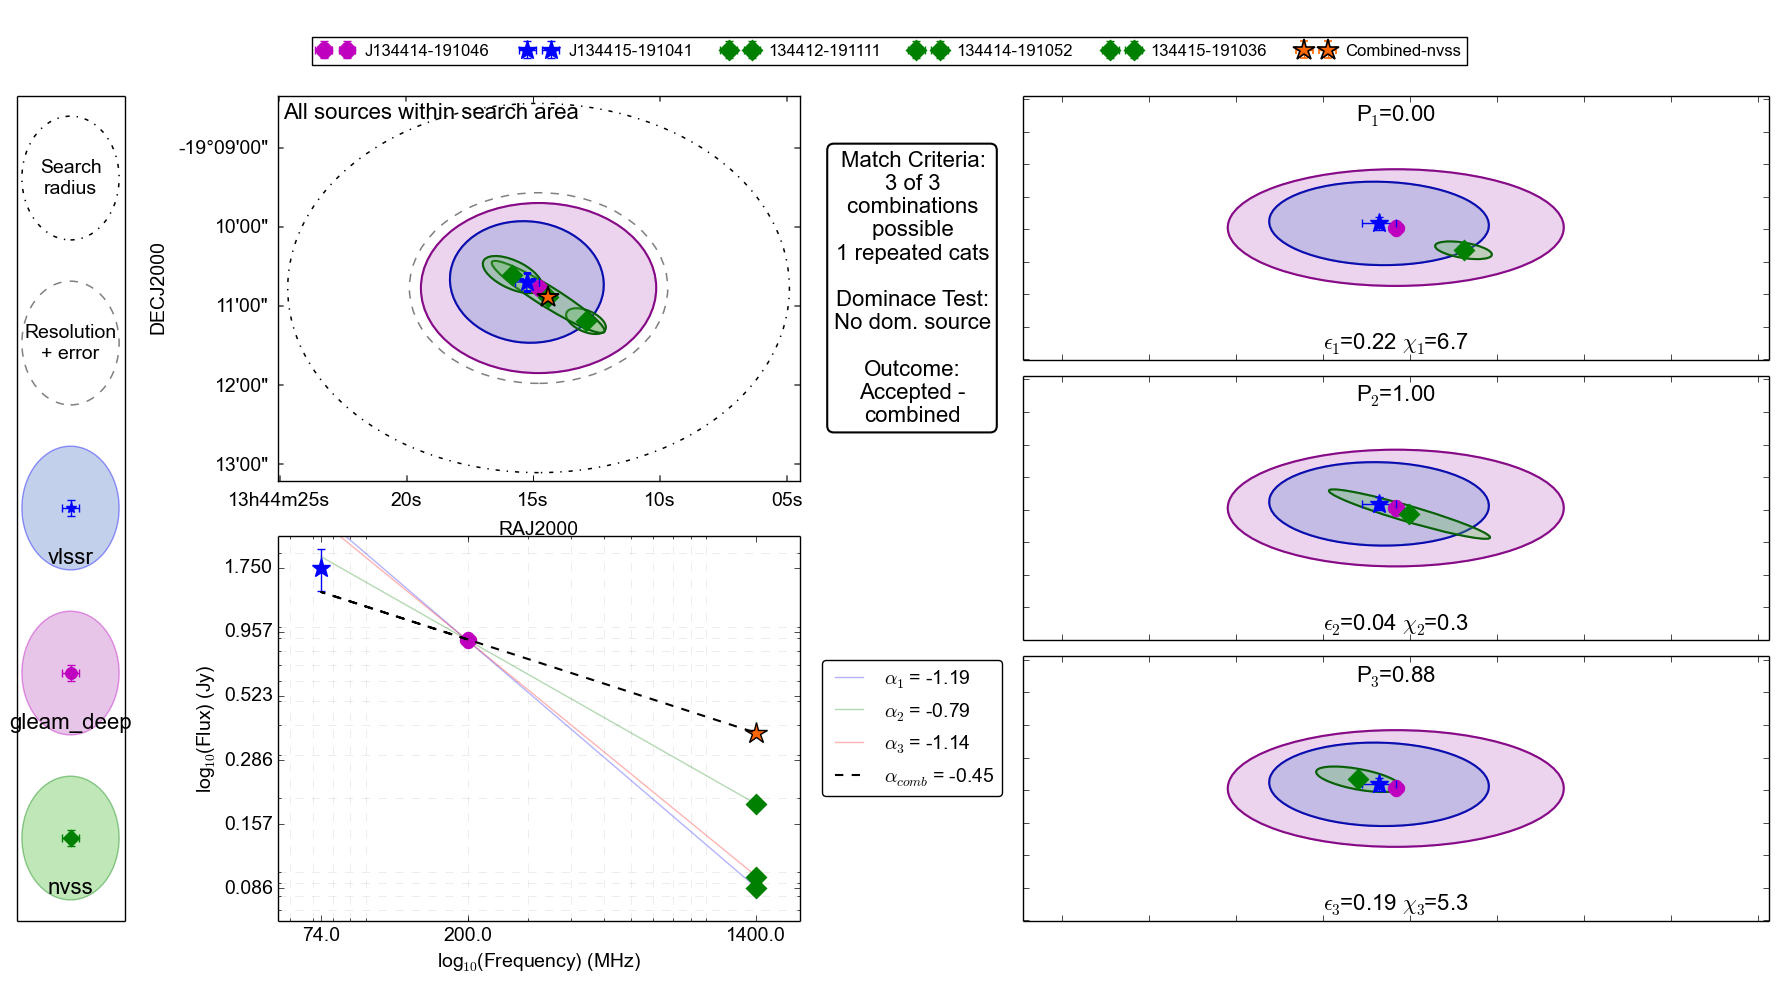 J134414-191046 J134415-191041 134412-191111 134414-191052 134415-191036 Combined-nvss
Search
radius
Resolution
+ error
vlssr
gleam_deep
nvss
All sources within search area
DECJ2000
-19°09'00"
10'00"
11'00"
12'00"
13'00"
13h44m25s 20s 15s 10s 05s
RAJ2000
Match Criteria:
3 of 3
combinations
possible
1 repeated cats
Dominace Test:
No dom. source
Outcome:
Accepted -
combined
log₁₀(Flux) (Jy)
1.750
0.957
0.523
0.286
0.157
0.086
74.0 200.0 1400.0
log₁₀(Frequency) (MHz)
α₁ = -1.19
α₂ = -0.79
α₃ = -1.14
α_comb = -0.45
P₁=0.00
ϵ₁=0.22 χ₁=6.7
P₂=1.00
ϵ₂=0.04 χ₂=0.3
P₃=0.88
ϵ₃=0.19 χ₃=5.3